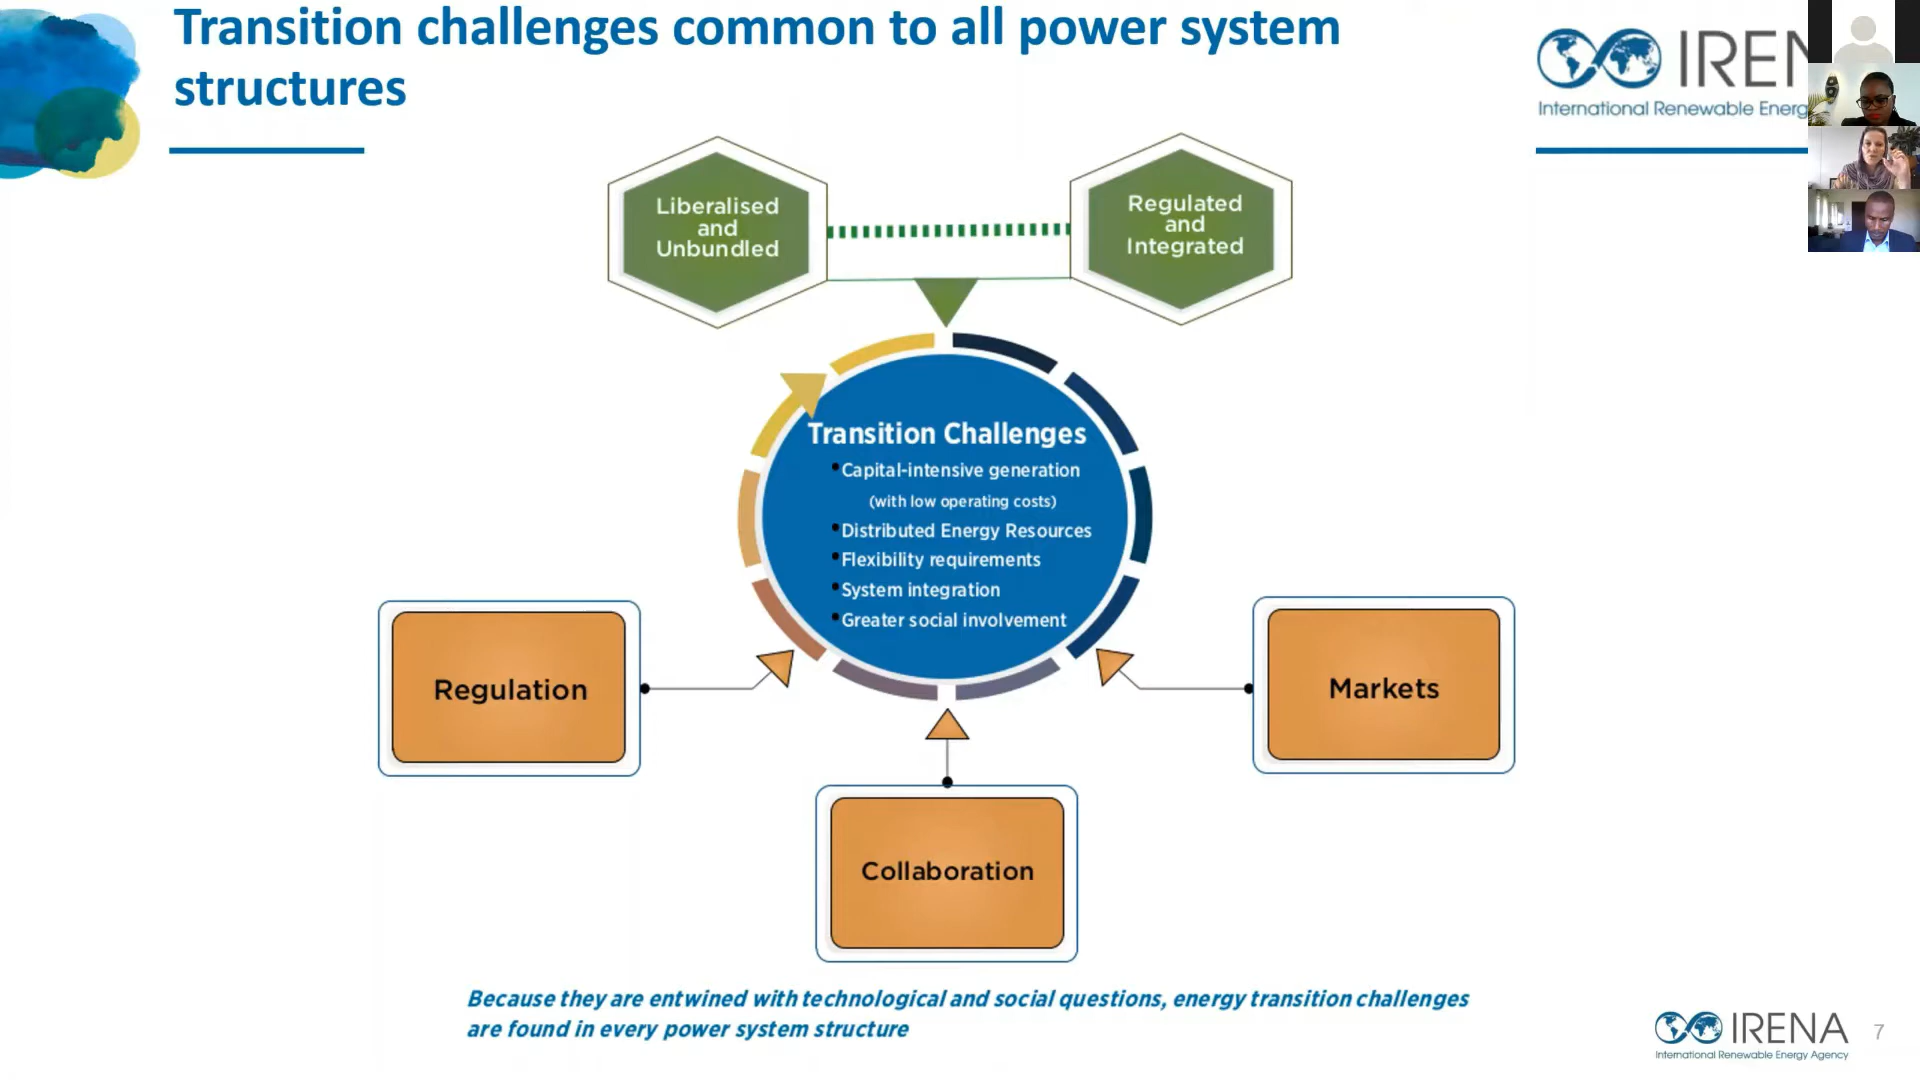 Transition challenges common to all power system
structures
IREN
International Renewable Energ
Liberalised
and
Unbundled
Regulated
and
Integrated
Transition Challenges
•Capital-intensive generation
(with low operating costs)
•Distributed Energy Resources
•Flexibility requirements
•System integration
•Greater social involvement
Regulation
Markets
Collaboration
Because they are entwined with technological and social questions, energy transition challenges
are found in every power system structure
IRENA
International Renewable Energy Agency
7